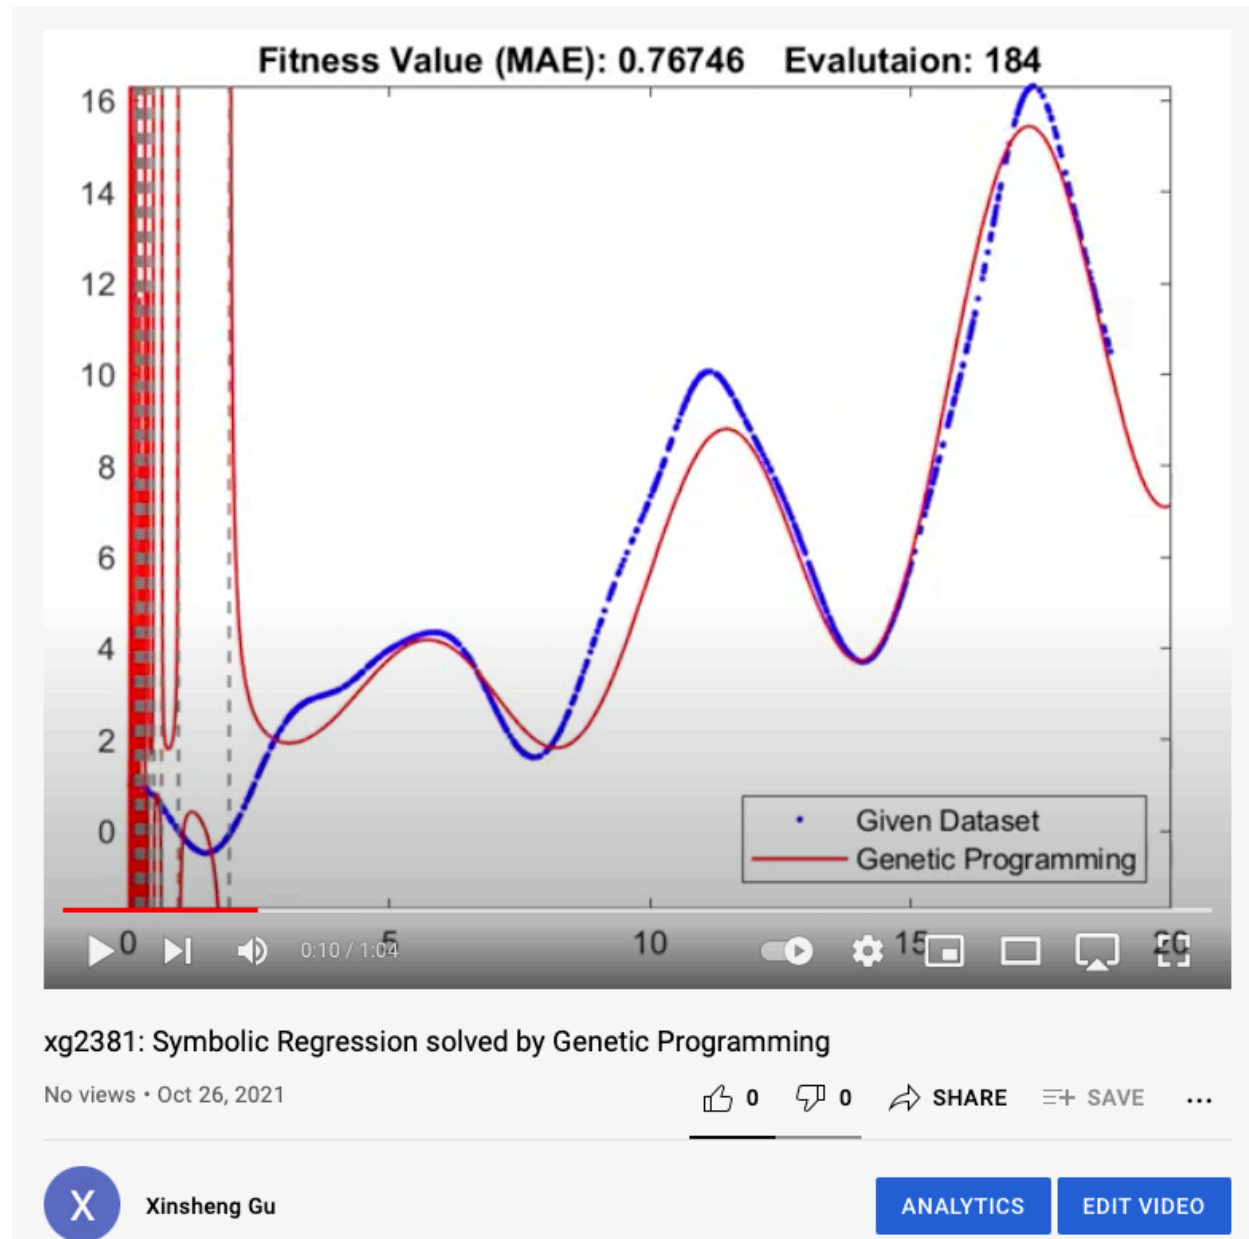 Fitness Value (MAE): 0.76746 Evalutaion: 184
16
14
12
10
8
6
4
2
0
Given Dataset
Genetic Programming
0 5 10 15 20
0:10 / 1:04
xg2381: Symbolic Regression solved by Genetic Programming
No views • Oct 26, 2021
0 0 SHARE SAVE
X Xinsheng Gu
ANALYTICS EDIT VIDEO